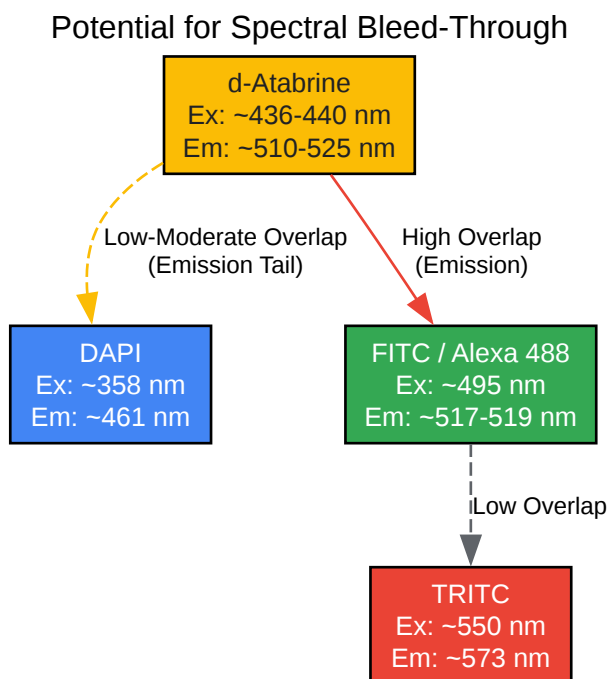 Potential for Spectral Bleed-Through
d-Atabrine
Ex: ~436-440 nm
Em: ~510-525 nm
Low-Moderate Overlap
(Emission Tail)
High Overlap
(Emission)
DAPI
Ex: ~358 nm
Em: ~461 nm
FITC / Alexa 488
Ex: ~495 nm
Em: ~517-519 nm
Low Overlap
TRITC
Ex: ~550 nm
Em: ~573 nm